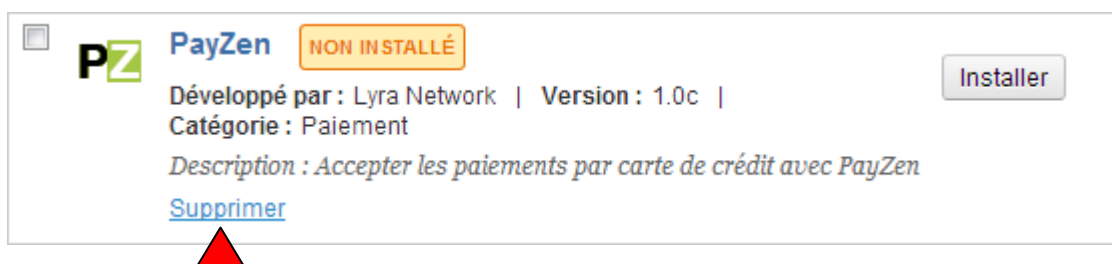 PZ
PayZen NON INSTALLÉ
Installer
Développé par : Lyra Network | Version : 1.0c |
Catégorie : Paiement
Description : Accepter les paiements par carte de crédit avec PayZen
Supprimer